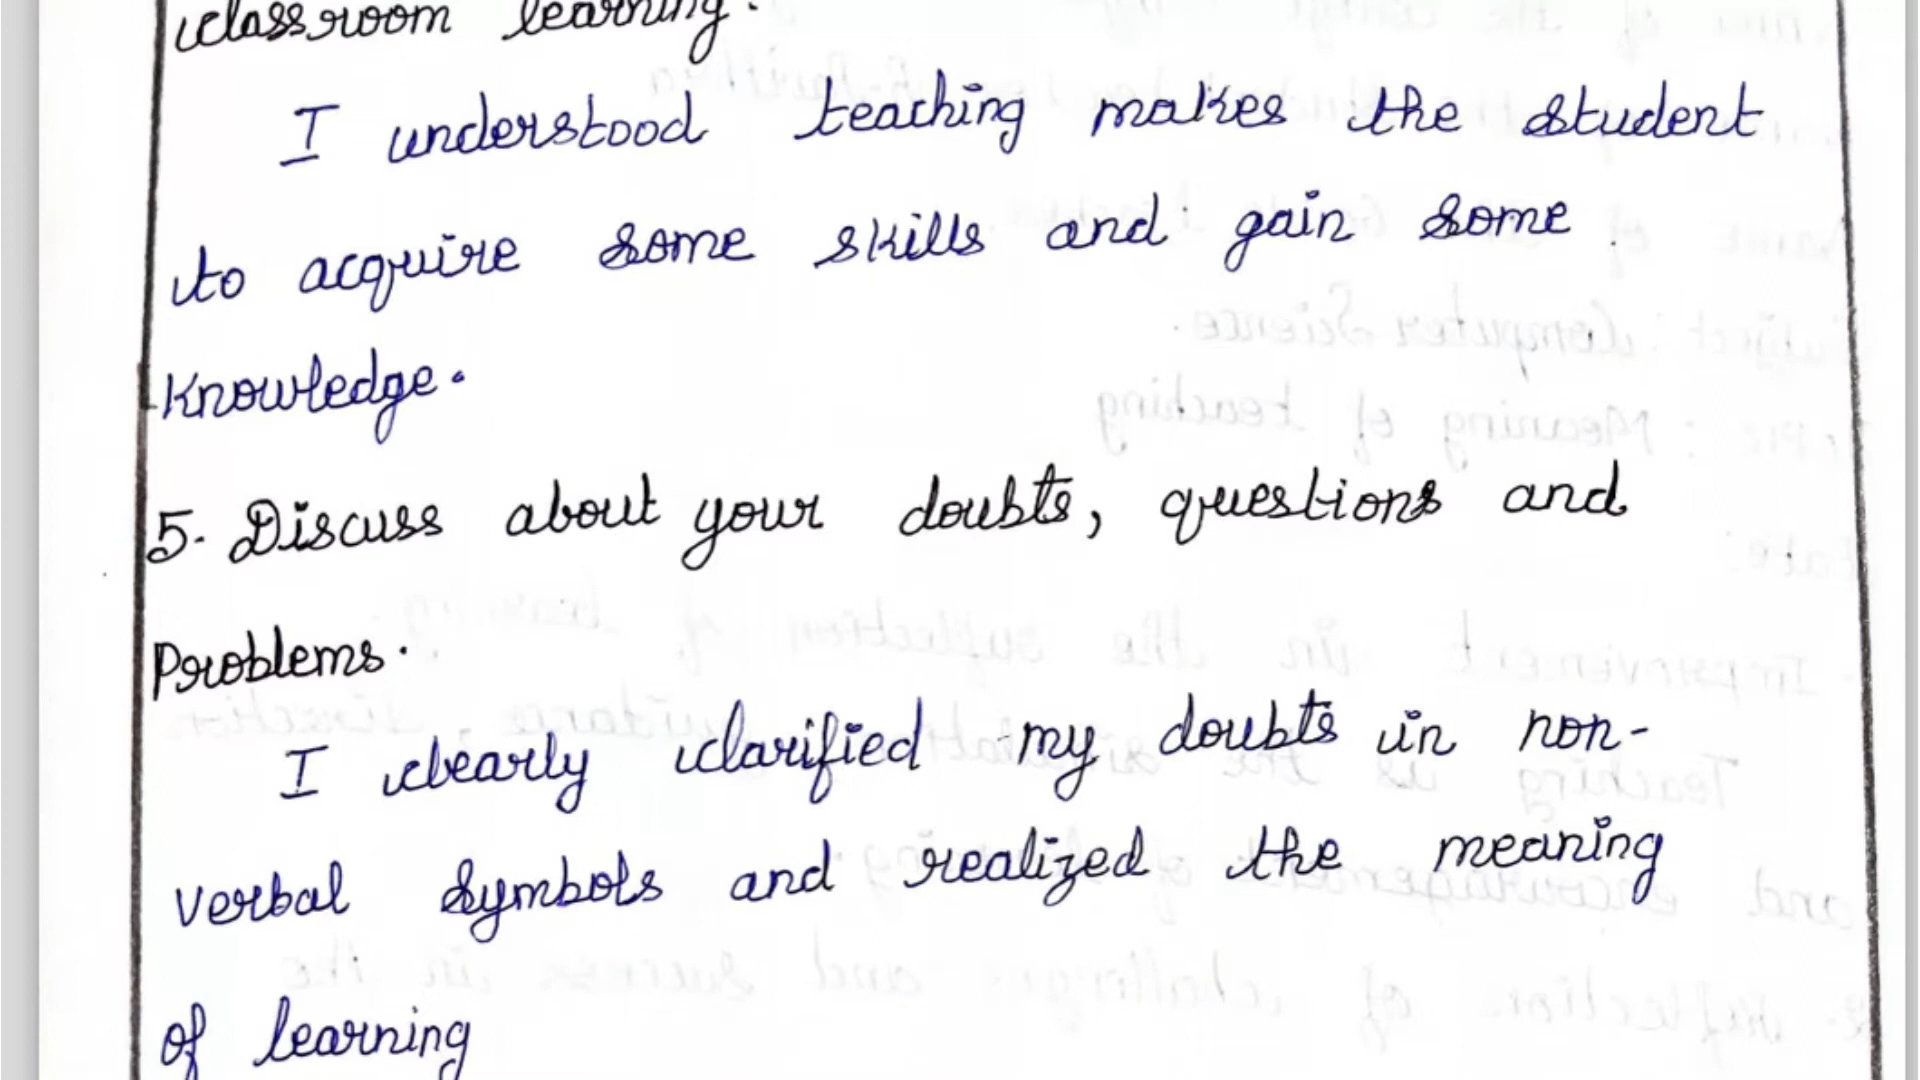 classroom learning.
I understood teaching makes the student
to acquire some skills and gain some
Knowledge.
5. Discuss about your doubts, questions and
Problems.
I clearly clarified my doubts in non-
verbal symbols and realized the meaning
of learning